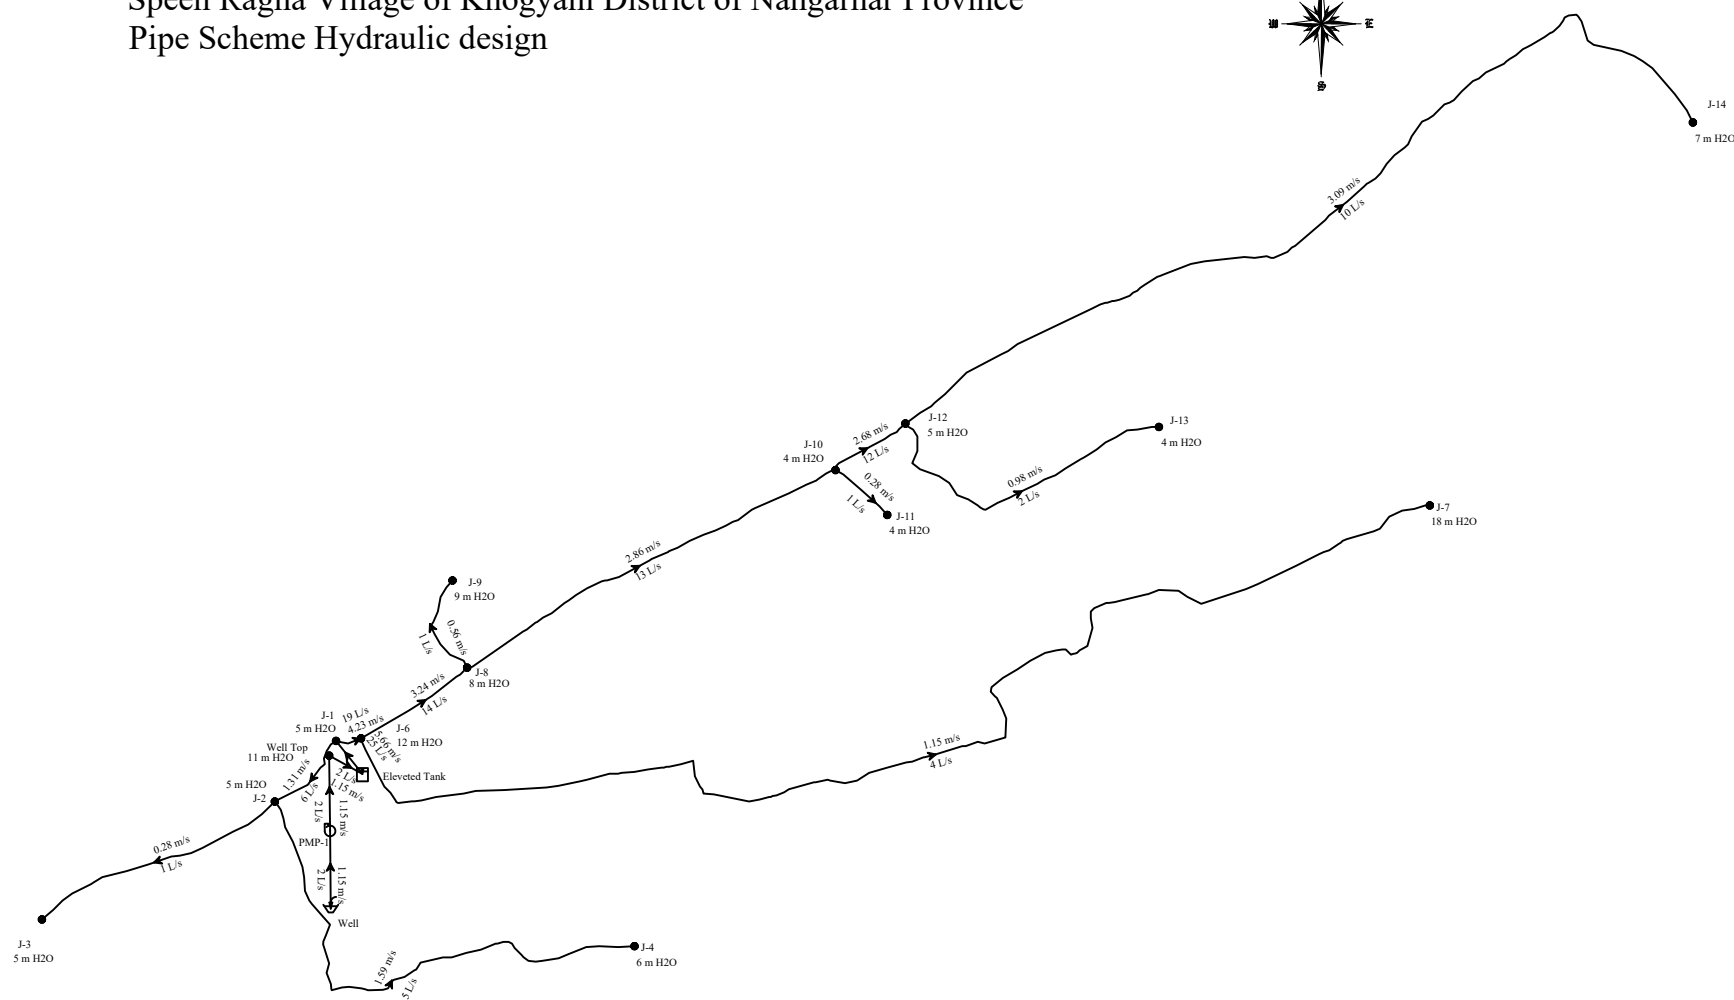 Speen Ragha Village of Khogyani District of Nangarhar Province
Pipe Scheme Hydraulic design
J-14
7 m H2O
3.09 m/s
10 L/s
J-12
5 m H2O
J-13
4 m H2O
2.68 m/s
12 L/s
J-10
4 m H2O
0.28 m/s
1 L/s
0.98 m/s
2 L/s
J-11
4 m H2O
J-7
18 m H2O
2.86 m/s
13 L/s
J-9
9 m H2O
0.56 m/s
1 L/s
J-8
8 m H2O
3.24 m/s
14 L/s
J-1
5 m H2O
19 L/s
4.23 m/s
J-6
12 m H2O
5.66 m/s
25 L/s
Well Top
11 m H2O
1.15 m/s
4 L/s
Eleveted Tank
2 L/s
1.15 m/s
1.31 m/s
6 L/s
5 m H2O
J-2
2 L/s
1.15 m/s
PMP-1
0.28 m/s
1 L/s
2 L/s
1.15 m/s
Well
J-3
5 m H2O
J-4
6 m H2O
1.59 m/s
5 L/s